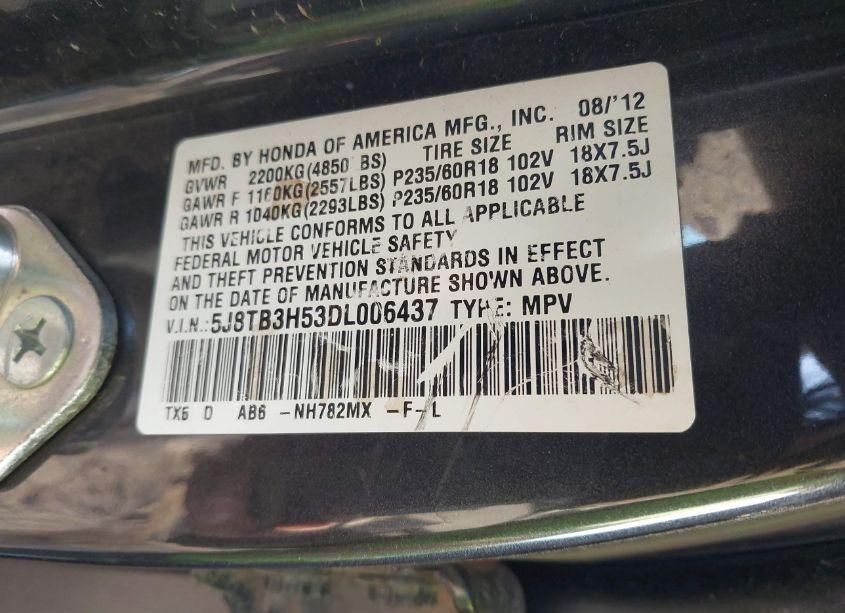 MFD. BY HONDA OF AMERICA MFG., INC. 08/'12
GVWR 2200KG(4850 BS) TIRE SIZE RIM SIZE
GAWR F 1160KG(2557LBS) P235/60R18 102V 18X7.5J
GAWR R 1040KG(2293LBS) P235/60R18 102V 18X7.5J
THIS VEHICLE CONFORMS TO ALL APPLICABLE
FEDERAL MOTOR VEHICLE SAFETY
AND THEFT PREVENTION STANDARDS IN EFFECT
ON THE DATE OF MANUFACTURE SHOWN ABOVE.
V.I.N.:5J8TB3H53DL006437 TYPE: MPV
TX6 D AB6 -NH782MX -F-L